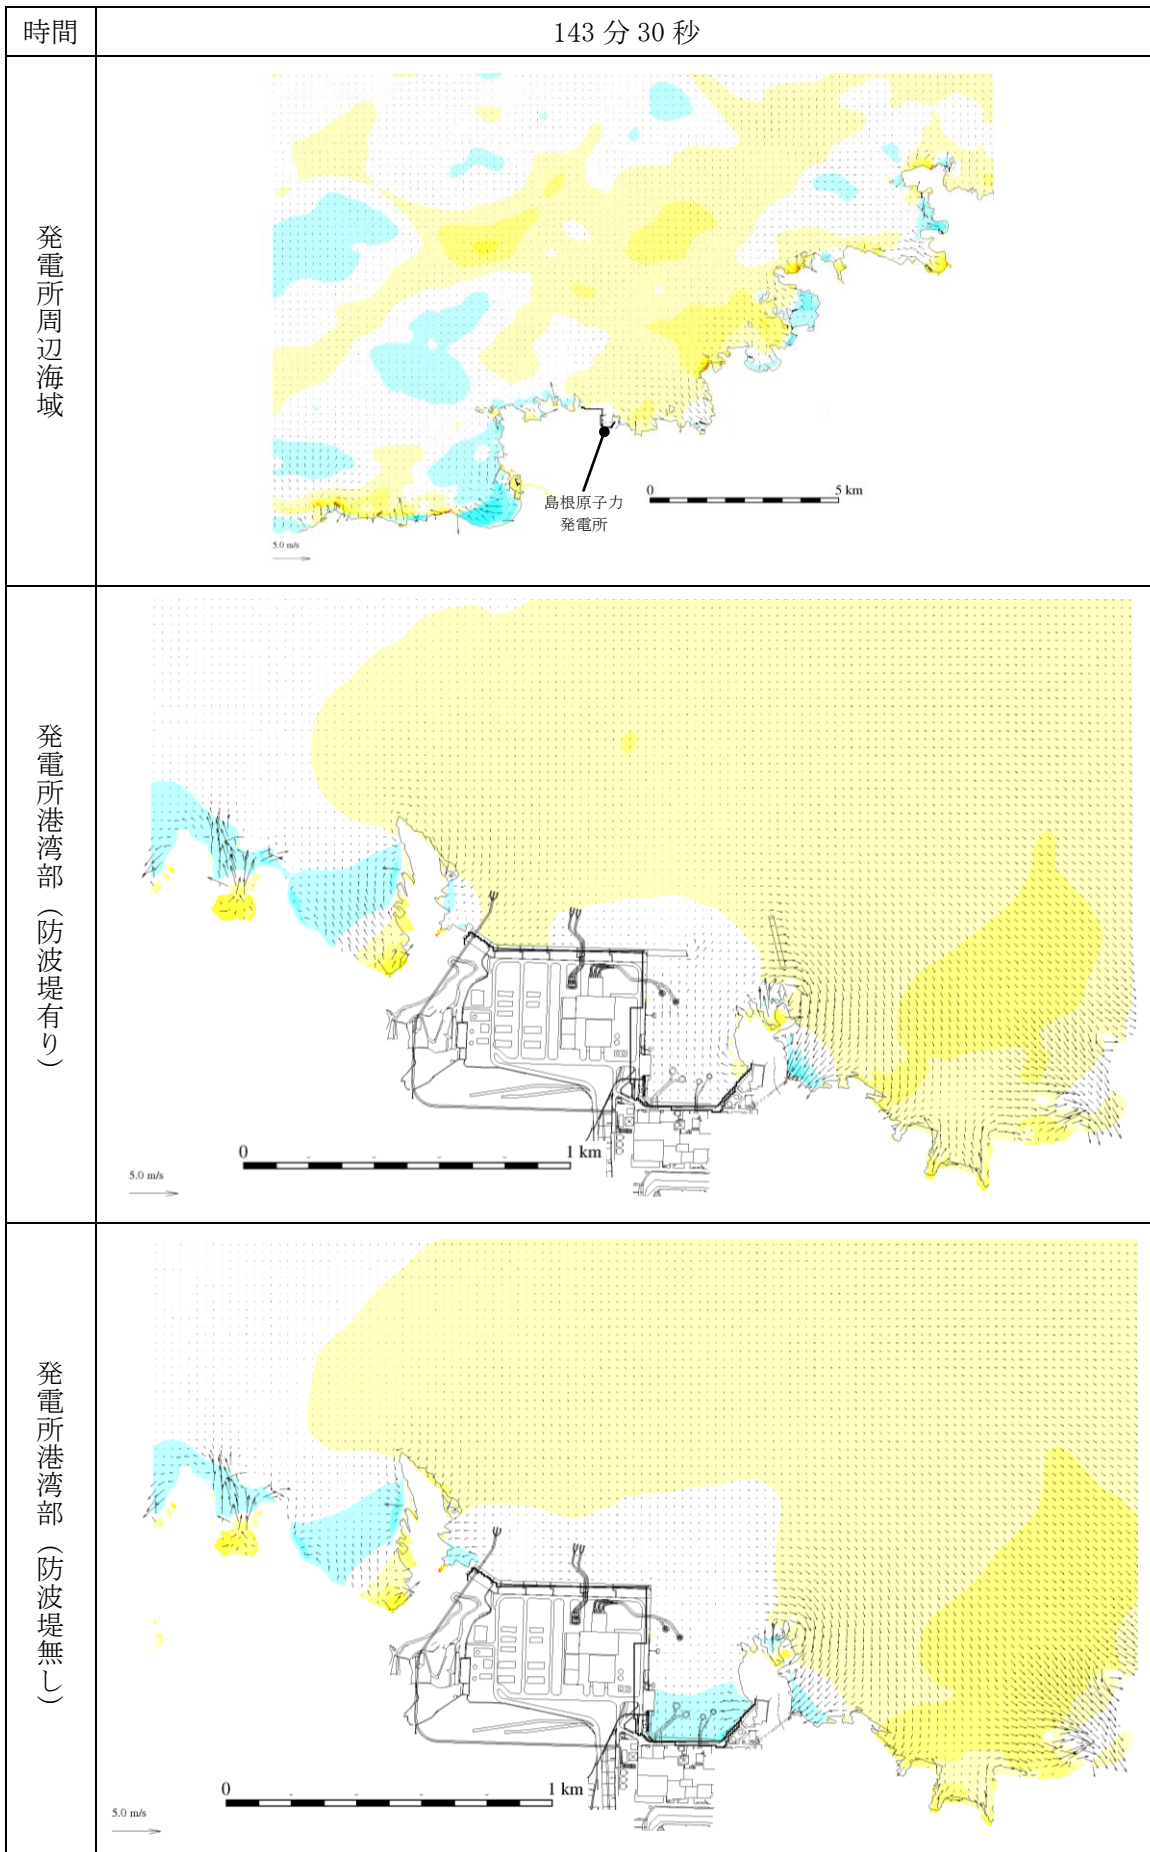 時間
143 分 30 秒
発電所周辺海域
島根原子力
発電所
0
5 km
5.0 m/s
発電所港湾部（防波堤有り）
0
1 km
5.0 m/s
発電所港湾部（防波堤無し）
0
1 km
5.0 m/s